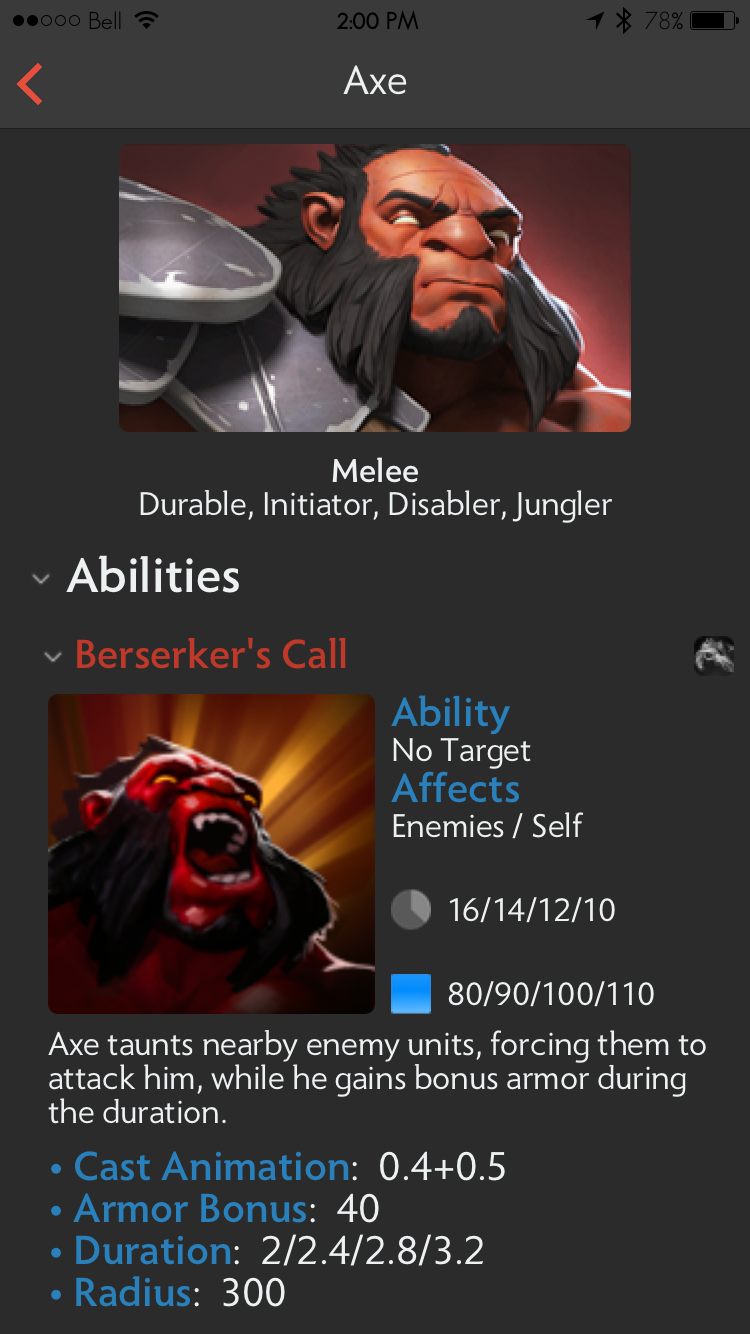 Bell 2:00 PM 78%
Axe
Melee
Durable, Initiator, Disabler, Jungler
Abilities
Berserker's Call
Ability
No Target
Affects
Enemies / Self
16/14/12/10
80/90/100/110
Axe taunts nearby enemy units, forcing them to
attack him, while he gains bonus armor during
the duration.
• Cast Animation: 0.4+0.5
• Armor Bonus: 40
• Duration: 2/2.4/2.8/3.2
• Radius: 300